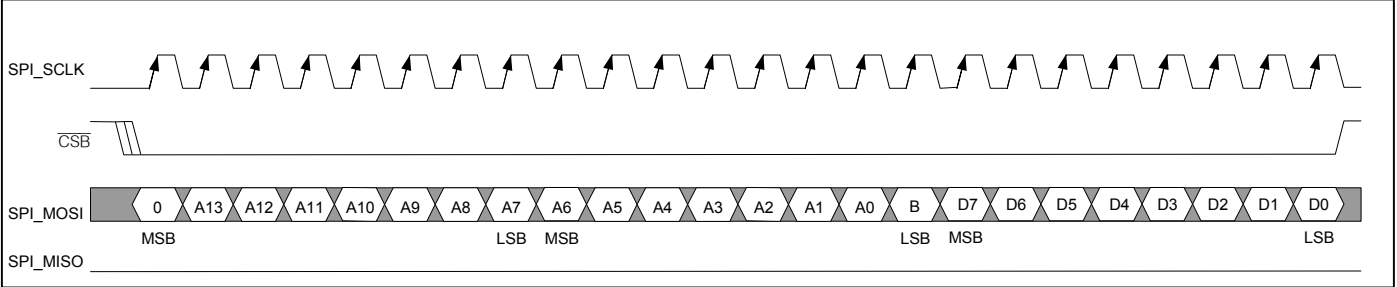 SPI_SCLK
CSB
SPI_MOSI 0 A13 A12 A11 A10 A9 A8 A7 A6 A5 A4 A3 A2 A1 A0 B D7 D6 D5 D4 D3 D2 D1 D0
MSB LSB MSB LSB MSB LSB
SPI_MISO